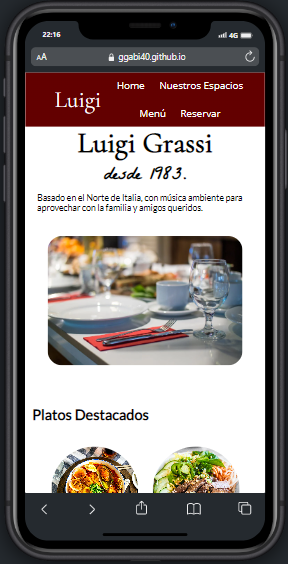 22:16
4G
AA ggabi40.github.io
Luigi
Home Nuestros Espacios
Menú Reservar
Luigi Grassi
desde 1983.
Basado en el Norte de Italia, con música ambiente para
aprovechar con la familia y amigos queridos.
Platos Destacados